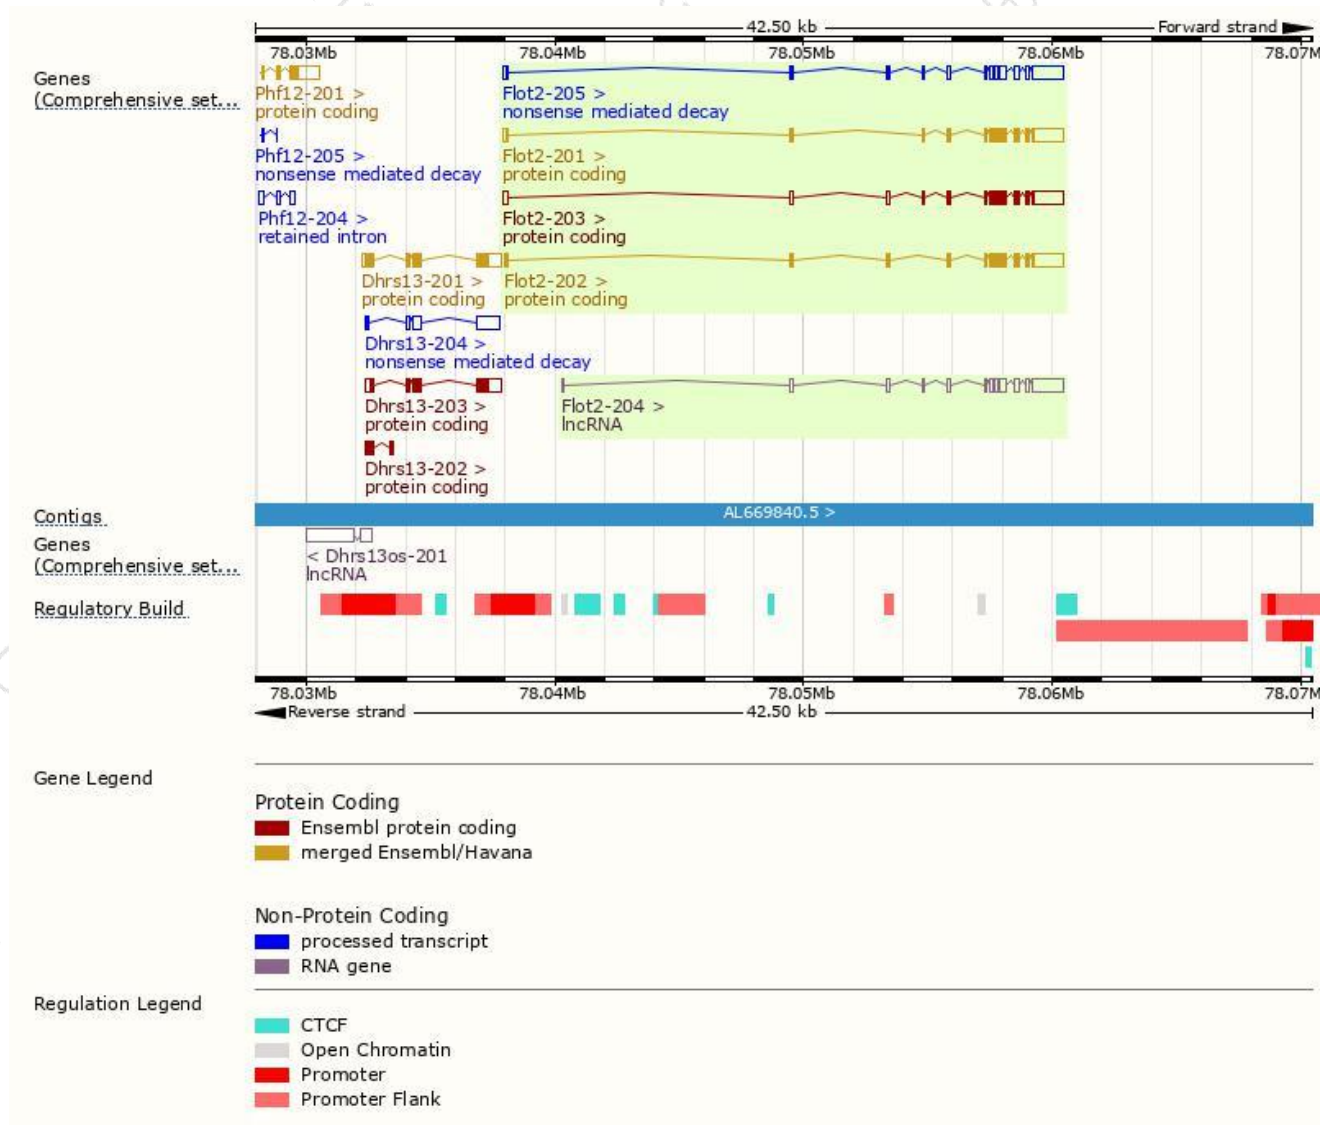 42.50 kb
Forward strand
78.03Mb 78.04Mb 78.05Mb 78.06Mb 78.07M
Genes
(Comprehensive set...
Phf12-201 >
protein coding
Flot2-205 >
nonsense mediated decay
Phf12-205 >
nonsense mediated decay
Flot2-201 >
protein coding
Phf12-204 >
retained intron
Flot2-203 >
protein coding
Dhrs13-201 >
protein coding
Flot2-202 >
protein coding
Dhrs13-204 >
nonsense mediated decay
Dhrs13-203 >
protein coding
Flot2-204 >
lncRNA
Dhrs13-202 >
protein coding
Contigs
AL669840.5 >
Genes
(Comprehensive set...
< Dhrs13os-201
lncRNA
Regulatory Build
78.03Mb 78.04Mb 78.05Mb 78.06Mb 78.07M
Reverse strand
42.50 kb
Gene Legend
Protein Coding
Ensembl protein coding
merged Ensembl/Havana
Non-Protein Coding
processed transcript
RNA gene
Regulation Legend
CTCF
Open Chromatin
Promoter
Promoter Flank